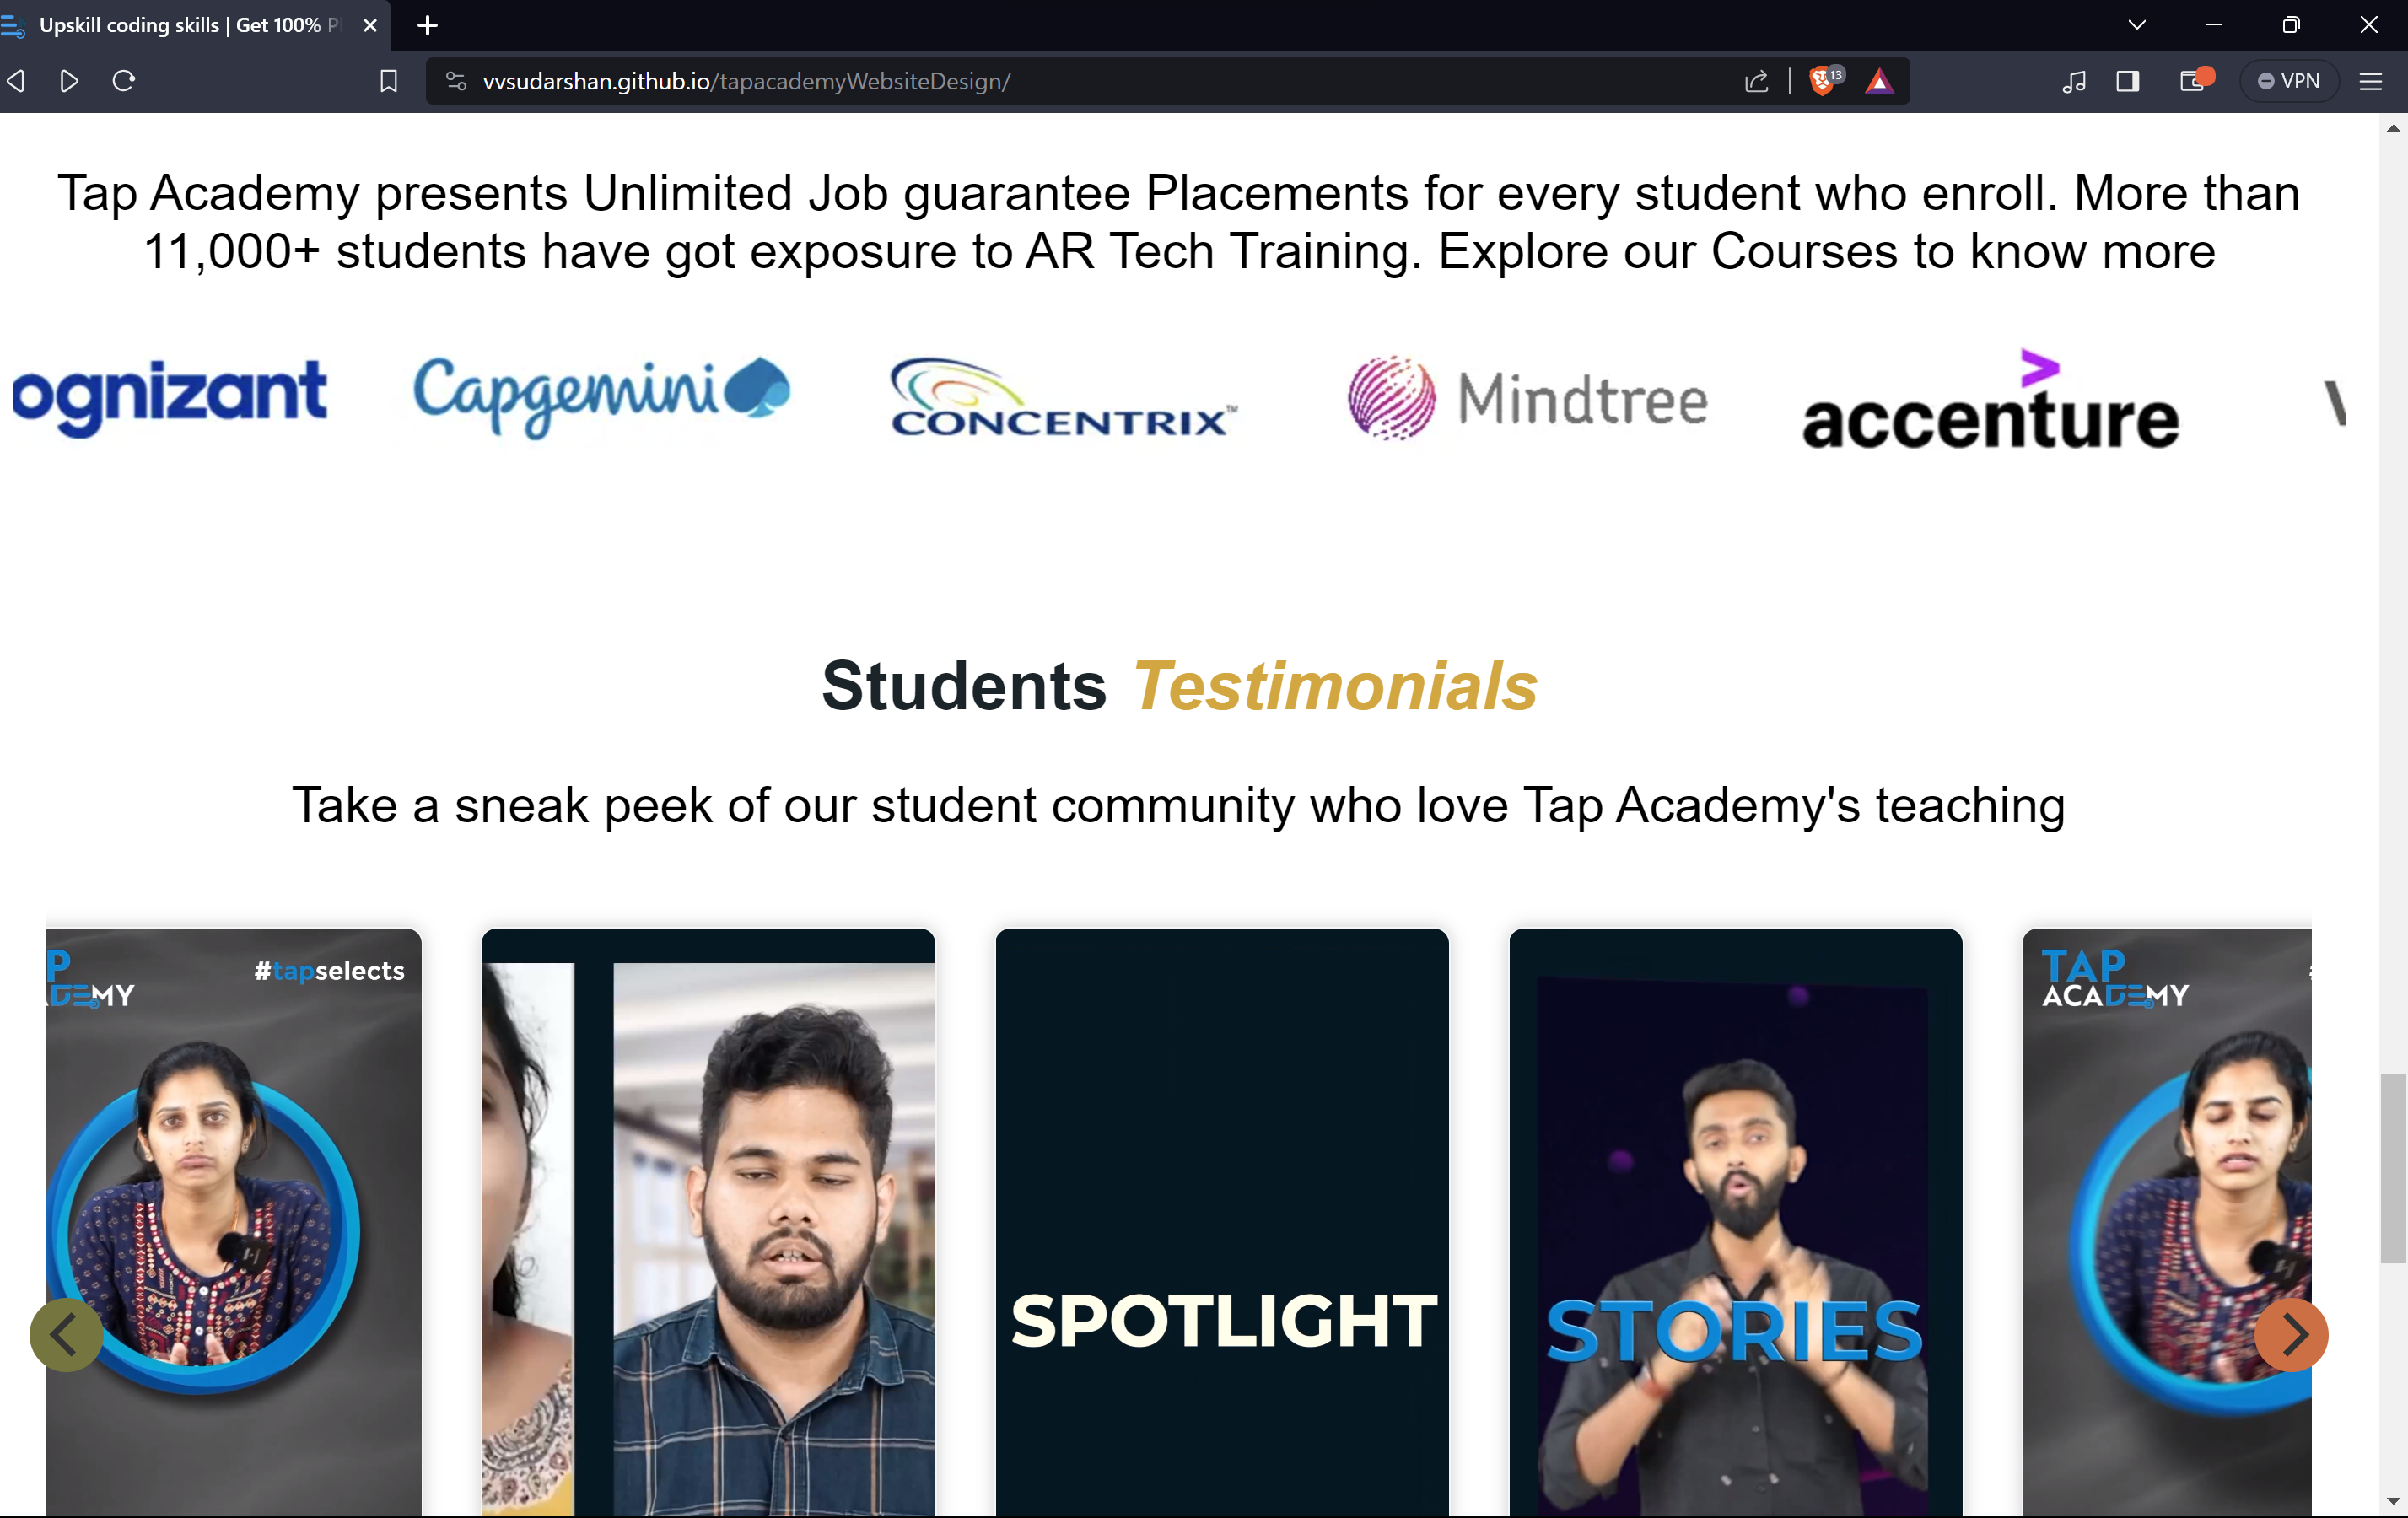 Upskill coding skills | Get 100% P
vvsudarshan.github.io/tapacademyWebsiteDesign/
13
VPN
Tap Academy presents Unlimited Job guarantee Placements for every student who enroll. More than
11,000+ students have got exposure to AR Tech Training. Explore our Courses to know more
ognizant
Capgemini
CONCENTRIX™
Mindtree
accenture
Students Testimonials
Take a sneak peek of our student community who love Tap Academy's teaching
P
ADEMY
#tapselects
SPOTLIGHT
STORIES
TAP
ACADEMY